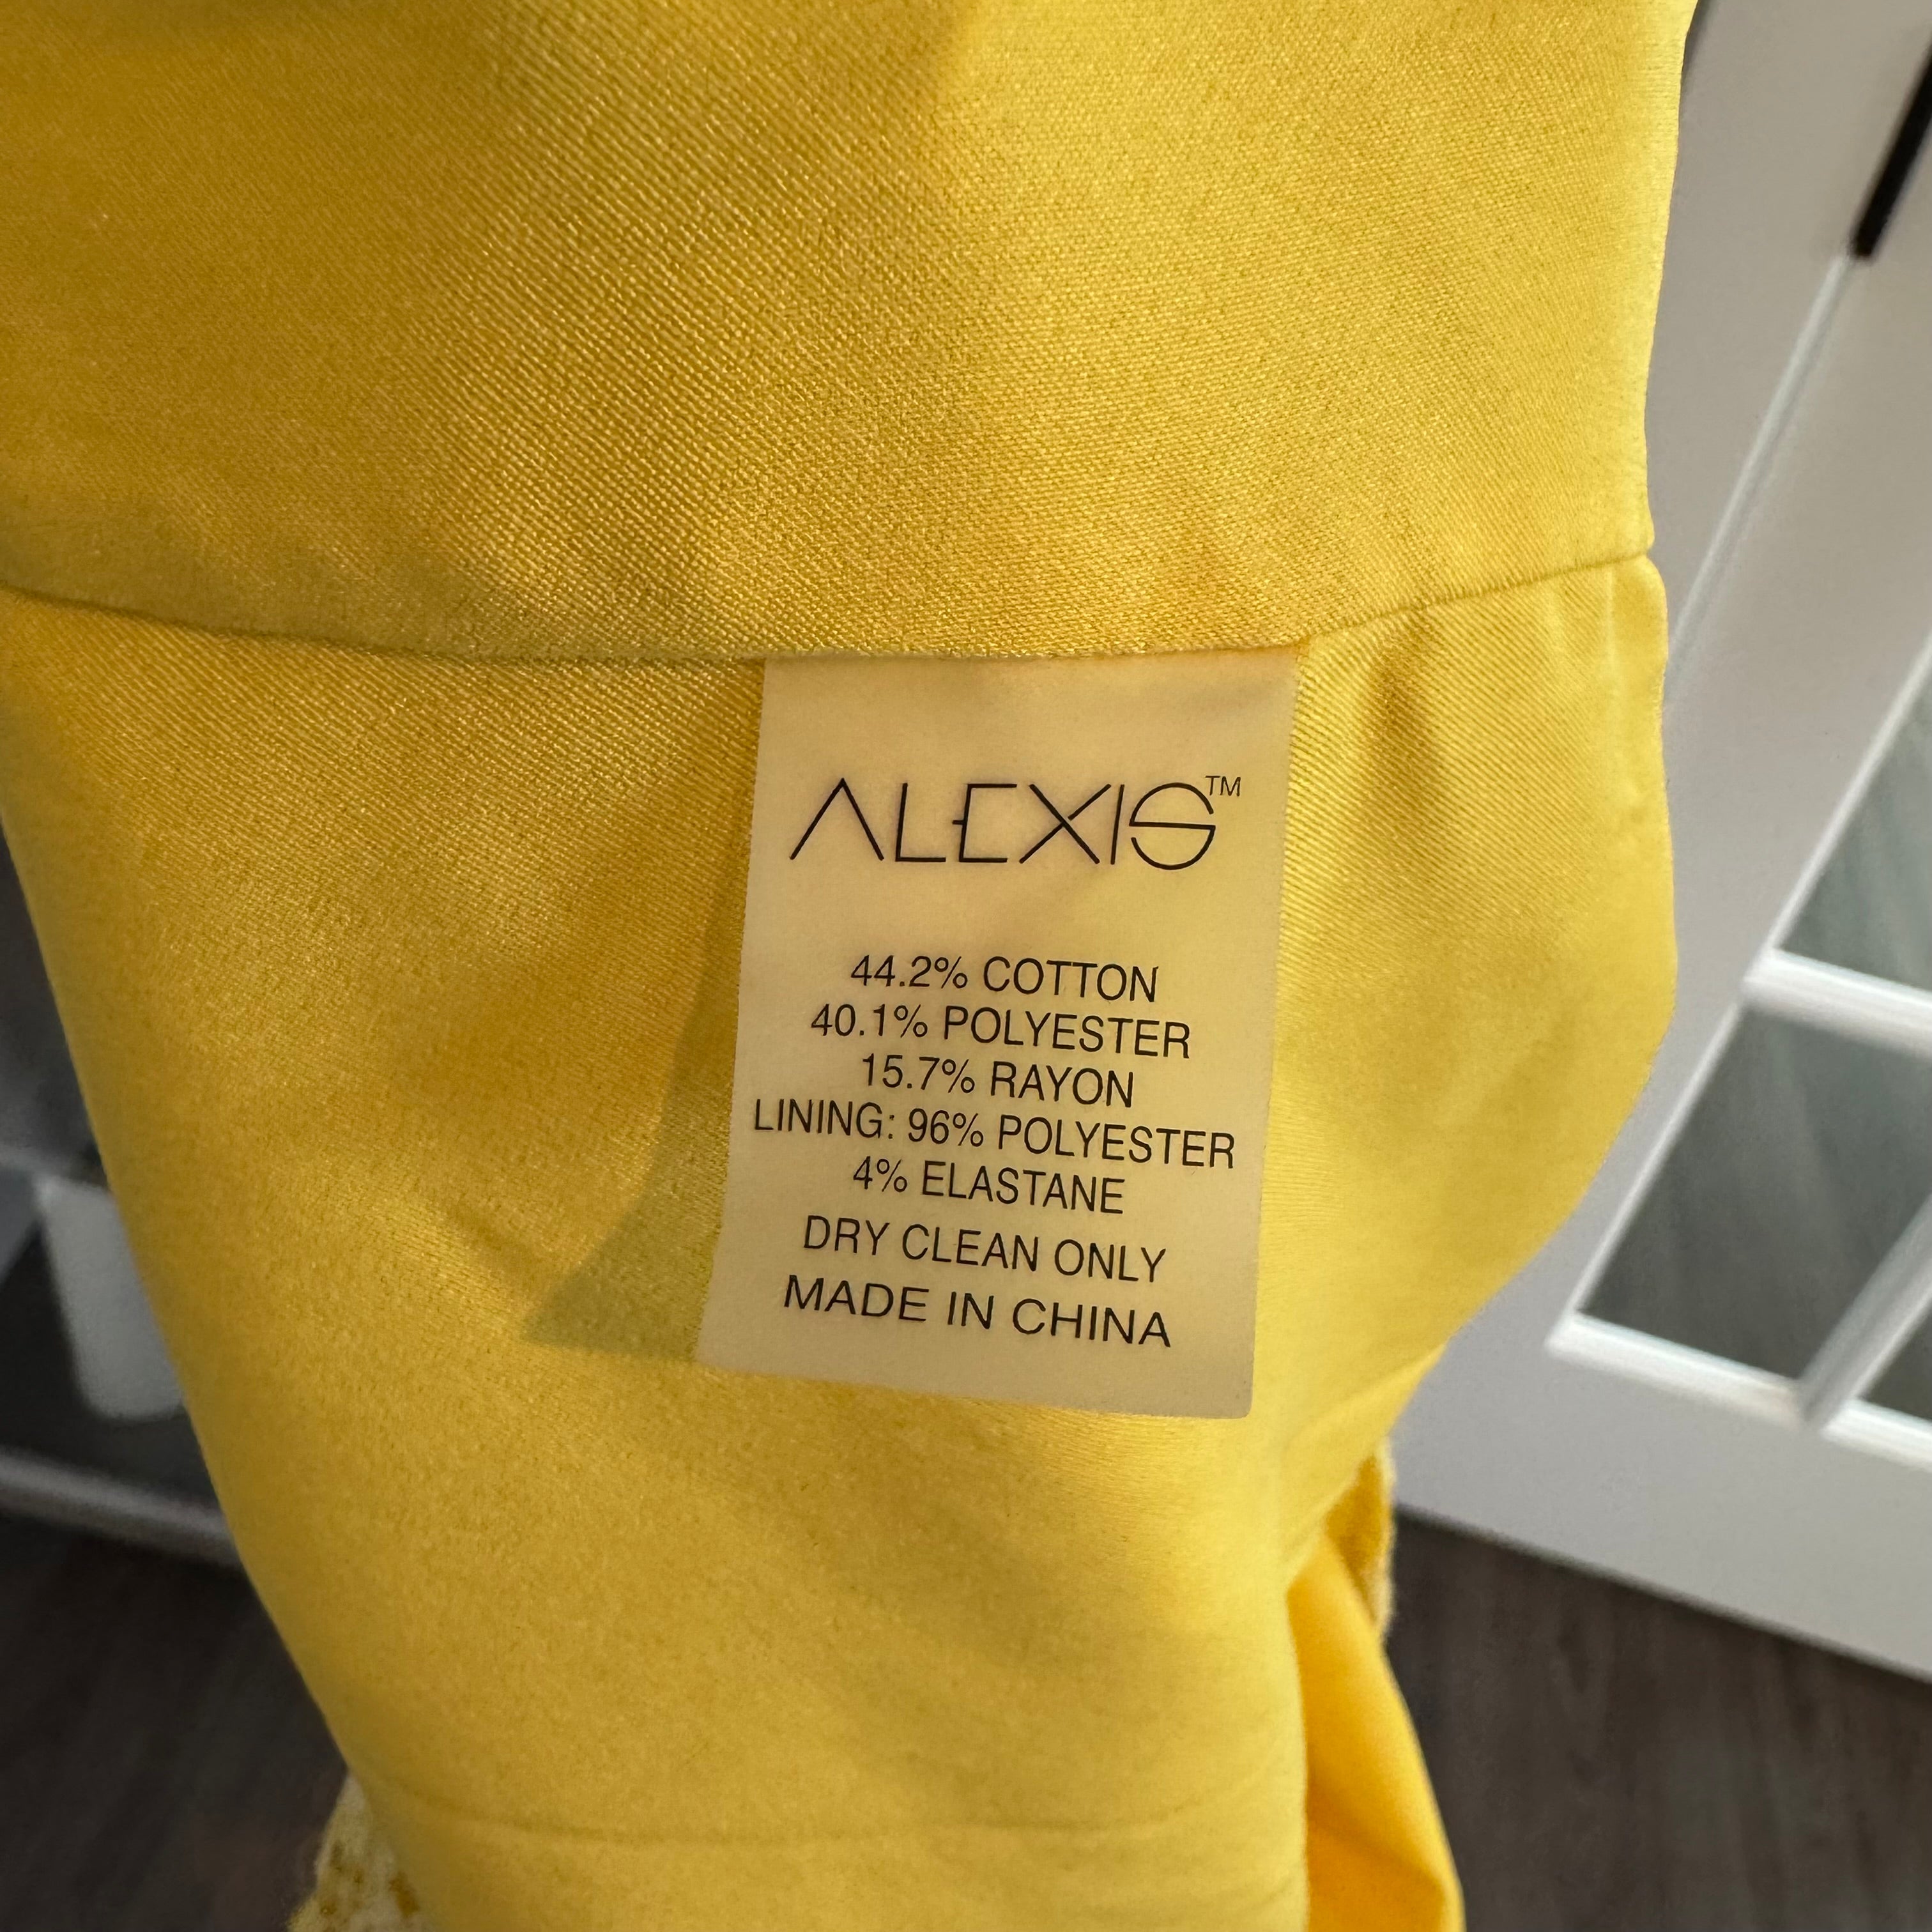 ALEXIS™
44.2% COTTON
40.1% POLYESTER
15.7% RAYON
LINING: 96% POLYESTER
4% ELASTANE
DRY CLEAN ONLY
MADE IN CHINA